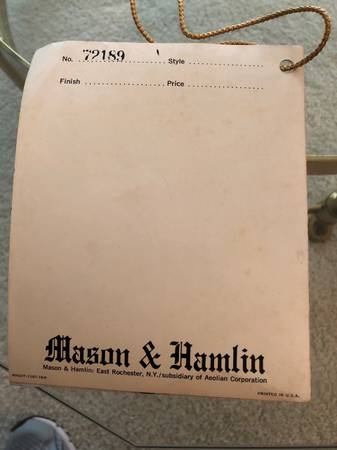 No. 72189 Style
Finish Price
Mason & Hamlin
Mason & Hamlin: East Rochester, N.Y./subsidiary of Aeolian Corporation
PRINTED IN U.S.A.